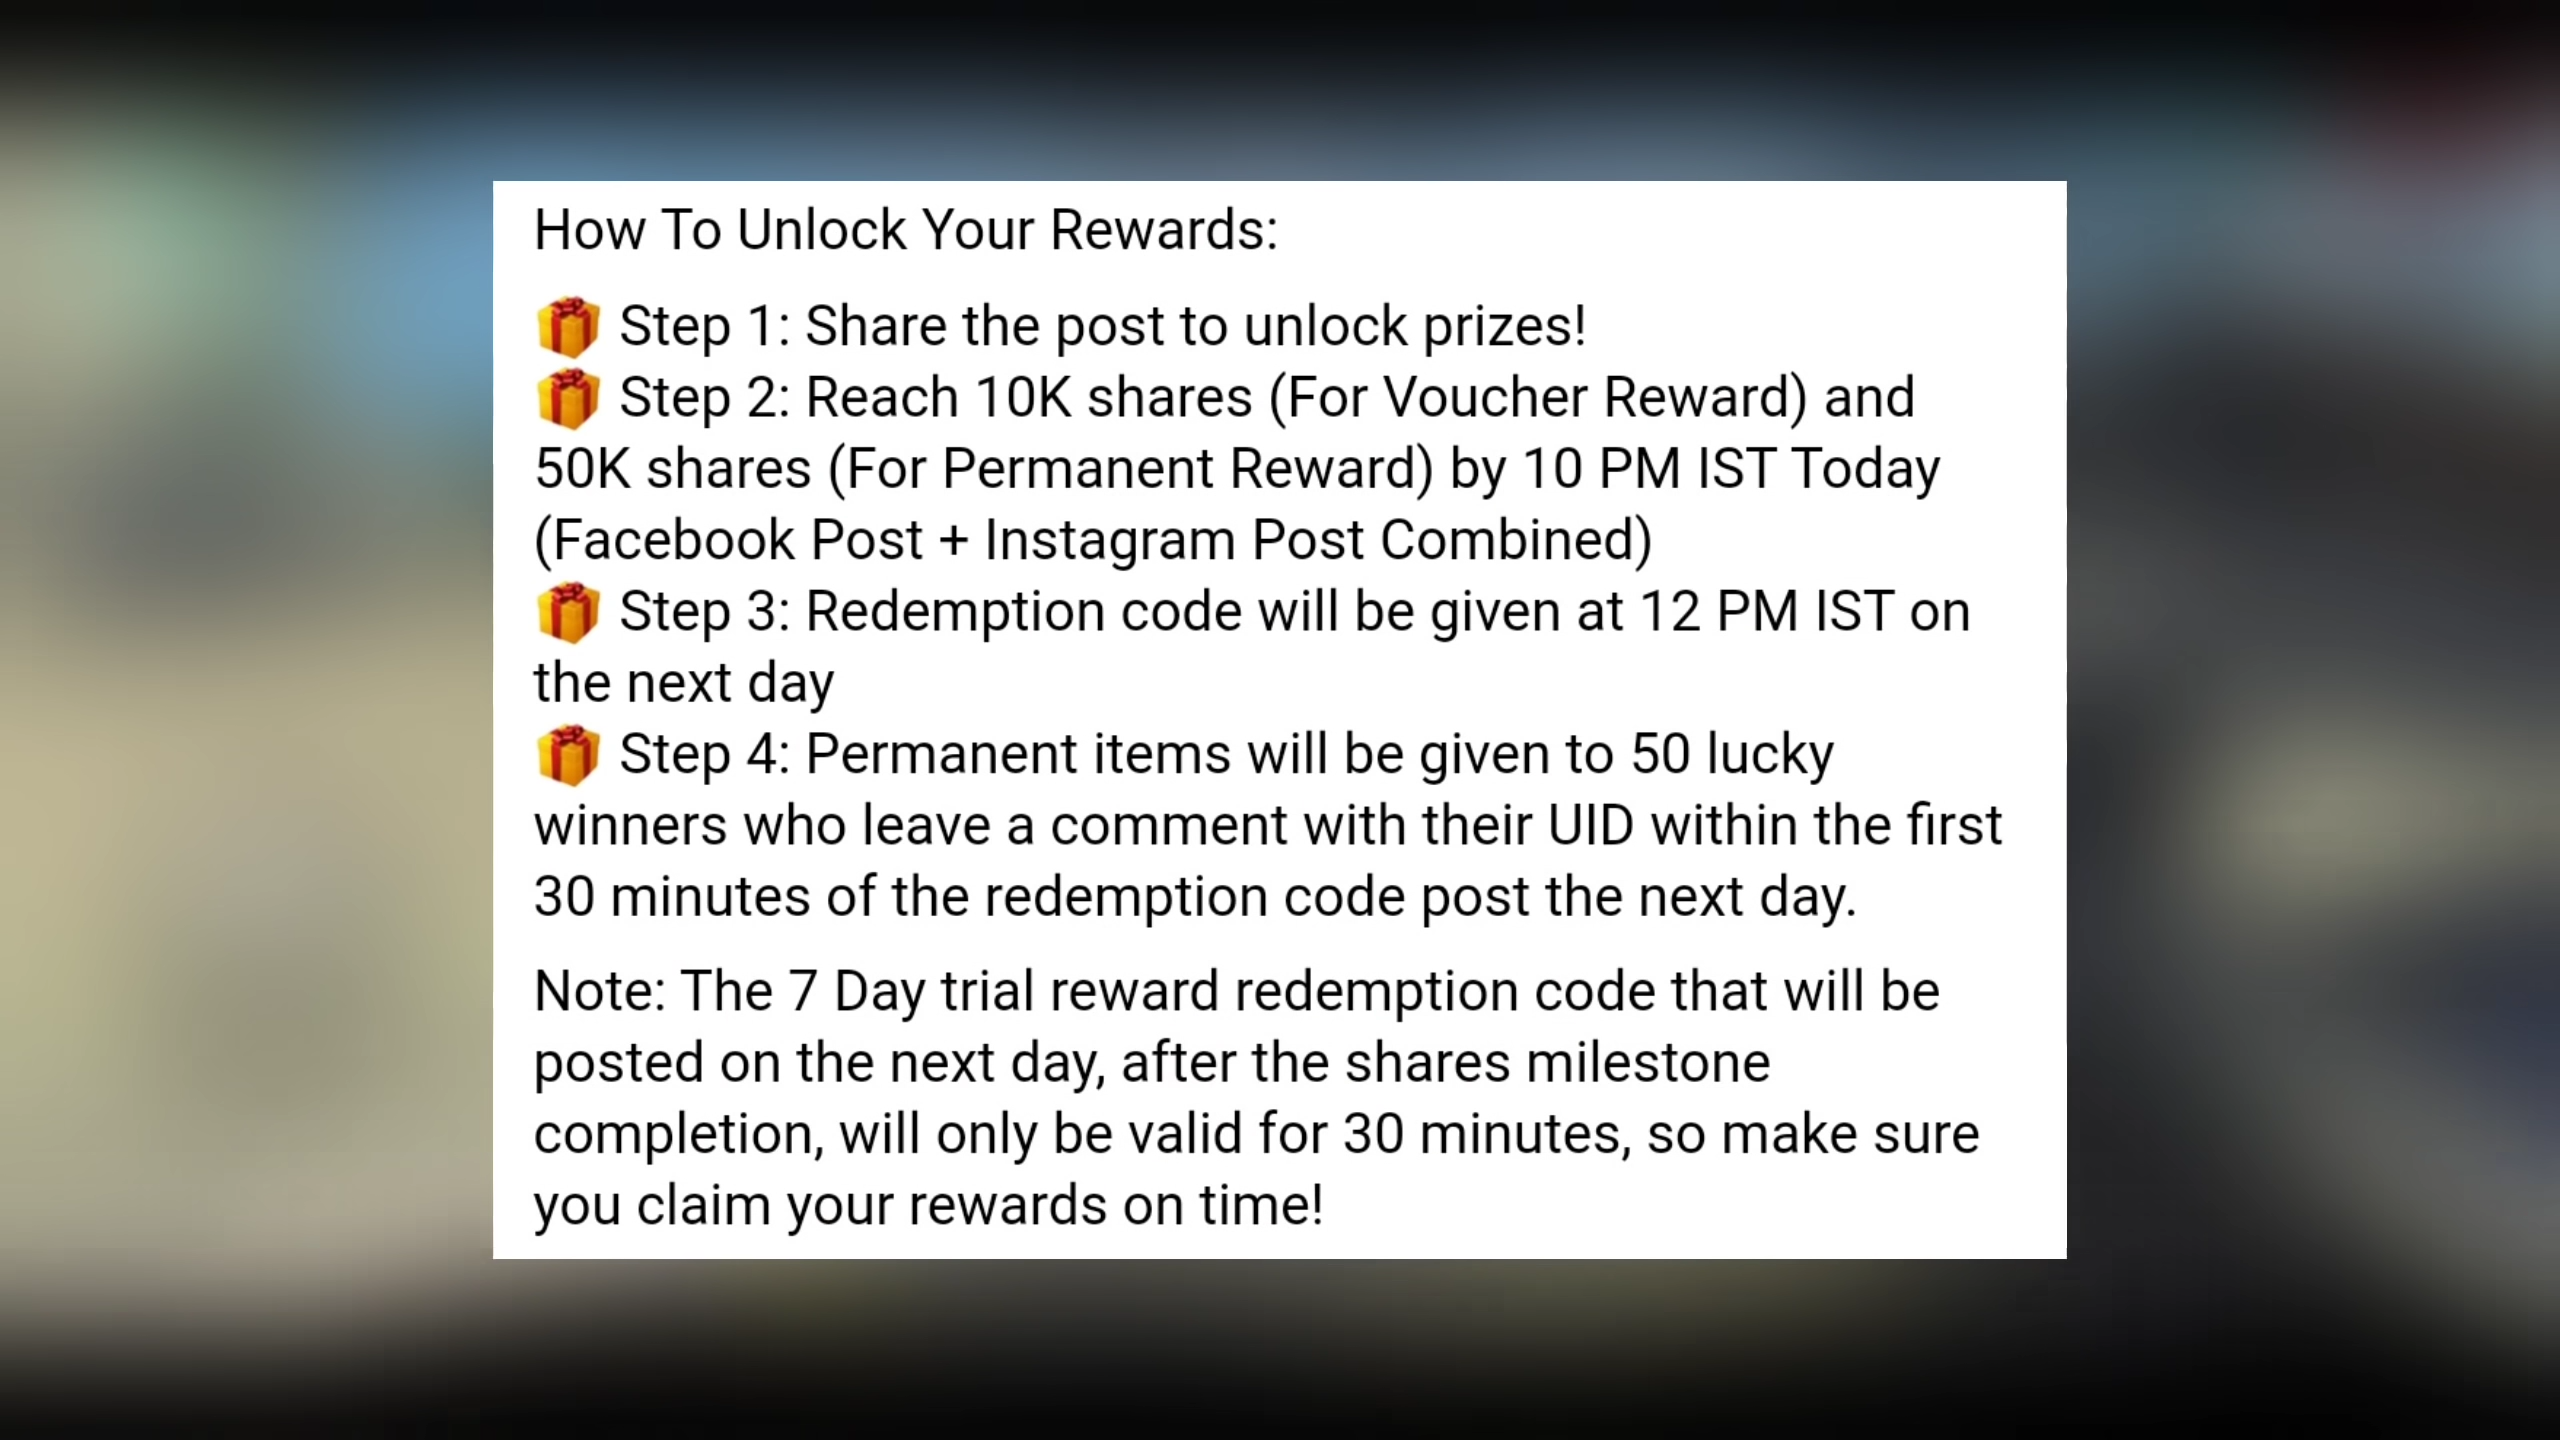 How To Unlock Your Rewards:
🎁 Step 1: Share the post to unlock prizes!
🎁 Step 2: Reach 10K shares (For Voucher Reward) and
50K shares (For Permanent Reward) by 10 PM IST Today
(Facebook Post + Instagram Post Combined)
🎁 Step 3: Redemption code will be given at 12 PM IST on
the next day
🎁 Step 4: Permanent items will be given to 50 lucky
winners who leave a comment with their UID within the first
30 minutes of the redemption code post the next day.
Note: The 7 Day trial reward redemption code that will be
posted on the next day, after the shares milestone
completion, will only be valid for 30 minutes, so make sure
you claim your rewards on time!